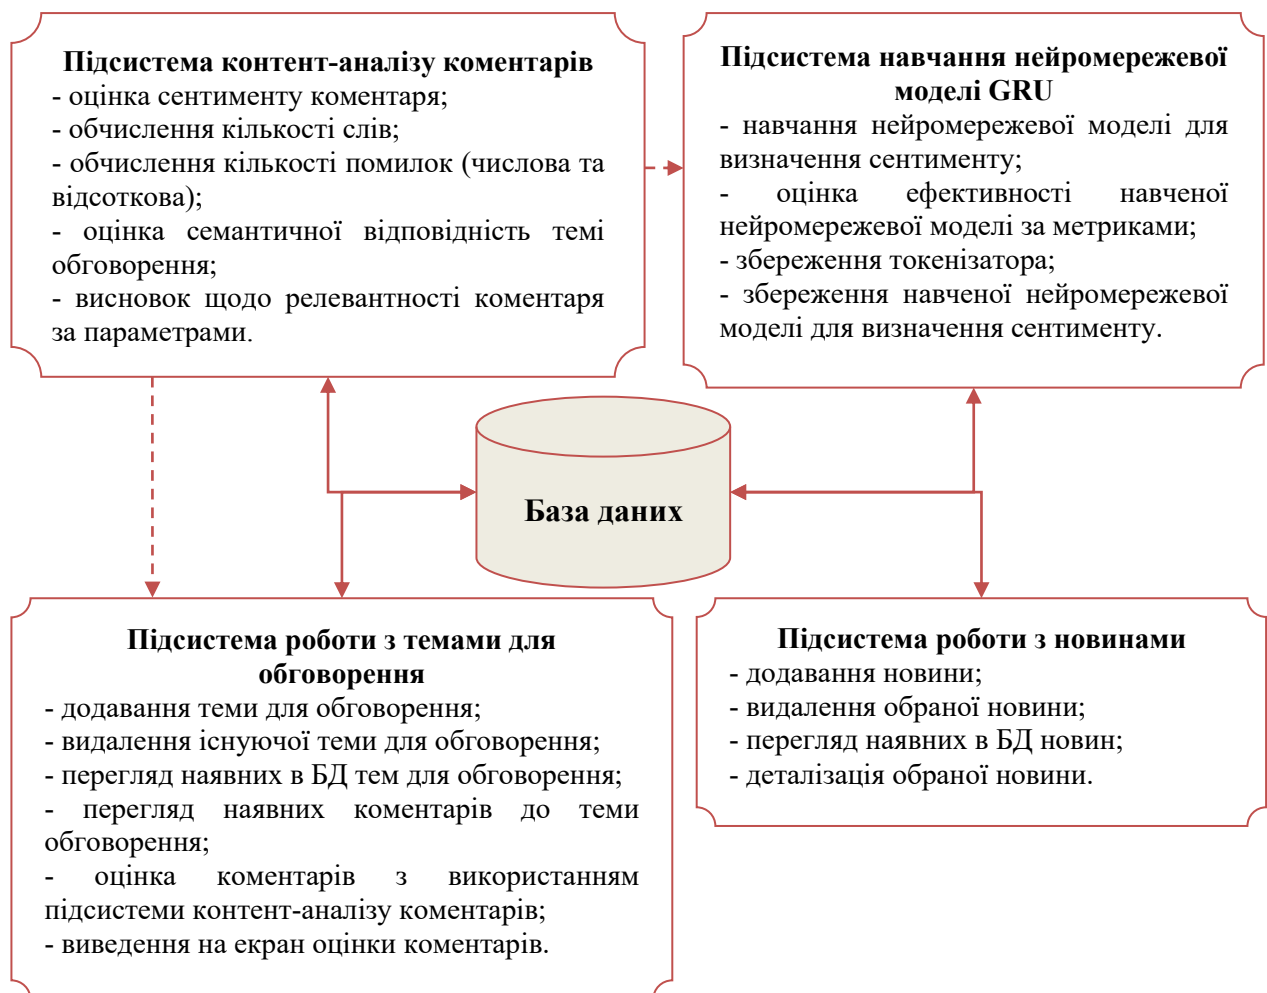 Підсистема контент-аналізу коментарів
- оцінка сентименту коментаря;
- обчислення кількості слів;
- обчислення кількості помилок (числова та
відсоткова);
- оцінка семантичної відповідність темі
обговорення;
- висновок щодо релевантності коментаря
за параметрами.
Підсистема навчання нейромережевої
моделі GRU
- навчання нейромережевої моделі для
визначення сентименту;
- оцінка ефективності навченої
нейромережевої моделі за метриками;
- збереження токенізатора;
- збереження навченої нейромережевої
моделі для визначення сентименту.
База даних
Підсистема роботи з темами для
обговорення
- додавання теми для обговорення;
- видалення існуючої теми для обговорення;
- перегляд наявних в БД тем для обговорення;
- перегляд наявних коментарів до теми
обговорення;
- оцінка коментарів з використанням
підсистеми контент-аналізу коментарів;
- виведення на екран оцінки коментарів.
Підсистема роботи з новинами
- додавання новини;
- видалення обраної новини;
- перегляд наявних в БД новин;
- деталізація обраної новини.